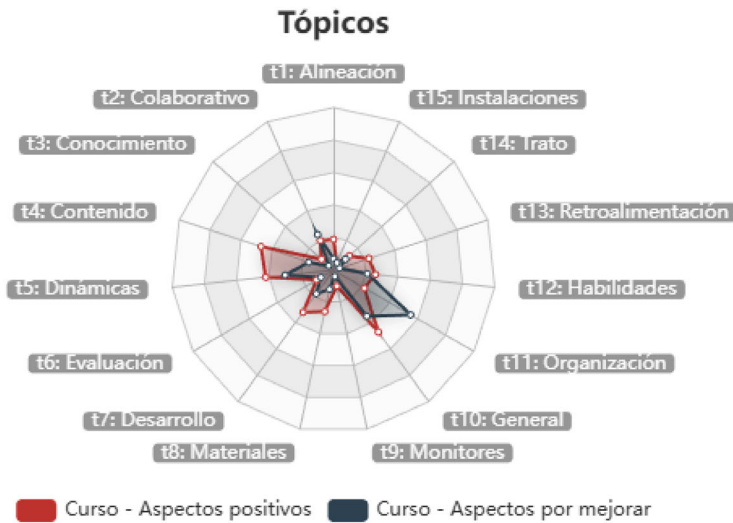 Tópicos
t1: Alineación
t2: Colaborativo
t15: Instalaciones
t3: Conocimiento
t14: Trato
t4: Contenido
t13: Retroalimentación
t5: Dinámicas
t12: Habilidades
t6: Evaluación
t11: Organización
t7: Desarrollo
t10: General
t8: Materiales
t9: Monitores
Curso - Aspectos positivos
Curso - Aspectos por mejorar